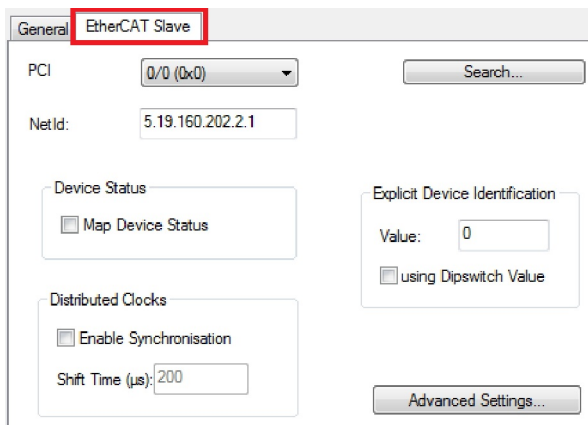 General EtherCAT Slave
PCI 0/0 (0x0) Search...
NetId: 5.19.160.202.2.1
Device Status
Map Device Status
Explicit Device Identification
Value: 0
using Dipswitch Value
Distributed Clocks
Enable Synchronisation
Shift Time (µs): 200
Advanced Settings...